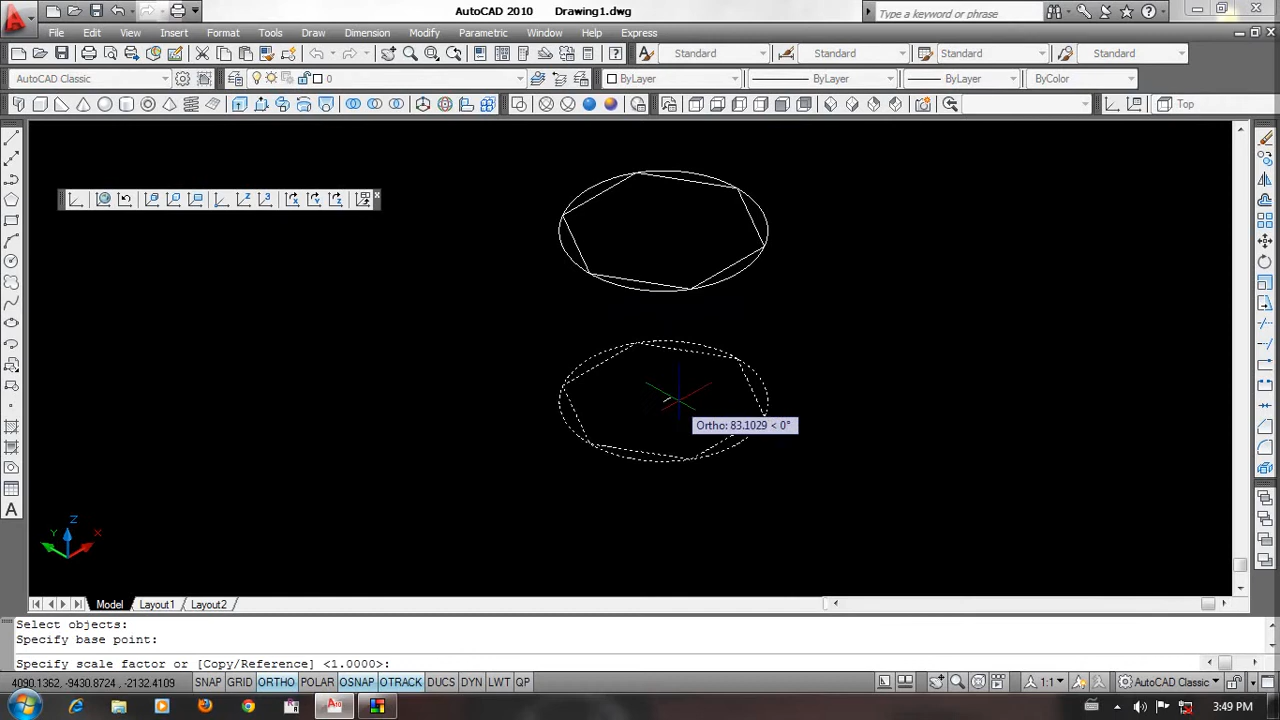 AutoCAD 2010 Drawing1.dwg
Type a keyword or phrase
File Edit View Insert Format Tools Draw Dimension Modify Parametric Window Help Express
Standard Standard Standard Standard
AutoCAD Classic 0 ByLayer ByLayer ByLayer ByColor
Top
Ortho: 83.1029 < 0°
Z
Y X
Model Layout1 Layout2
Select objects:
Specify base point:
Specify scale factor or [Copy/Reference] <1.0000>:
4090.1362, -9430.8724, -2132.4109 SNAP GRID ORTHO POLAR OSNAP OTRACK DUCS DYN LWT QP 1:1 AutoCAD Classic
3:49 PM